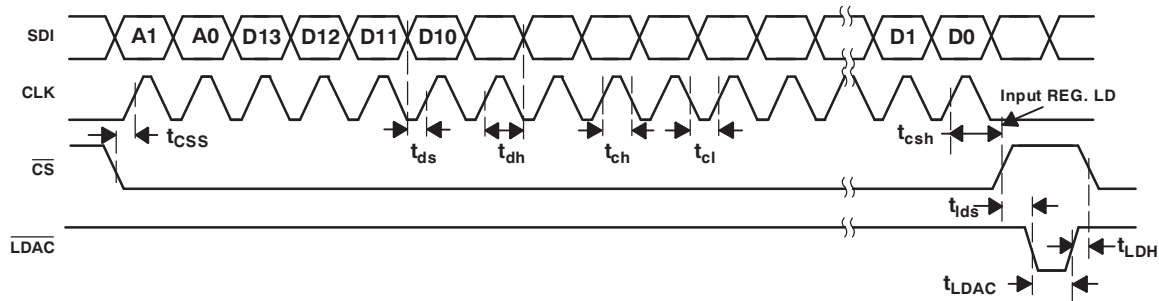 SDI A1 A0 D13 D12 D11 D10 D1 D0
CLK
Input REG. LD
tCSS tds tdh tch tcl tcsh
CS
tlds
LDAC
tLDH
tLDAC